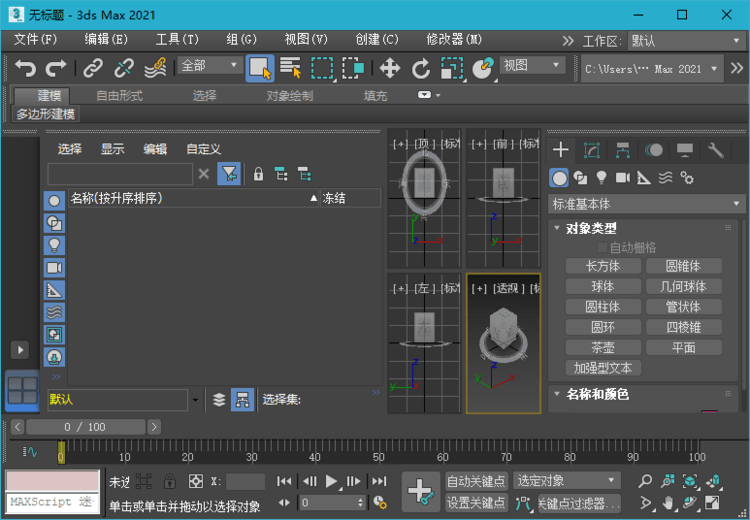 无标题 - 3ds Max 2021
文件(F) 编辑(E) 工具(T) 组(G) 视图(V) 创建(C) 修改器(M) 工作区: 默认
全部 视图 C:\Users\··· Max 2021
建模 自由形式 选择 对象绘制 填充
多边形建模
选择 显示 编辑 自定义
名称(按升序排序) 冻结
默认 选择集:
[+] [顶] [标准
[+] [前] [标
[+] [左] [标准
[+] [透视] [标
标准基本体
对象类型
自动栅格
长方体 圆锥体
球体 几何球体
圆柱体 管状体
圆环 四棱锥
茶壶 平面
加强型文本
名称和颜色
0 / 100
0 10 20 30 40 50 60 70 80 90 100
未选 X: 自动关键点 选定对象
MAXScript 迷
单击或单击并拖动以选择对象 0 设置关键点 关键点过滤器...